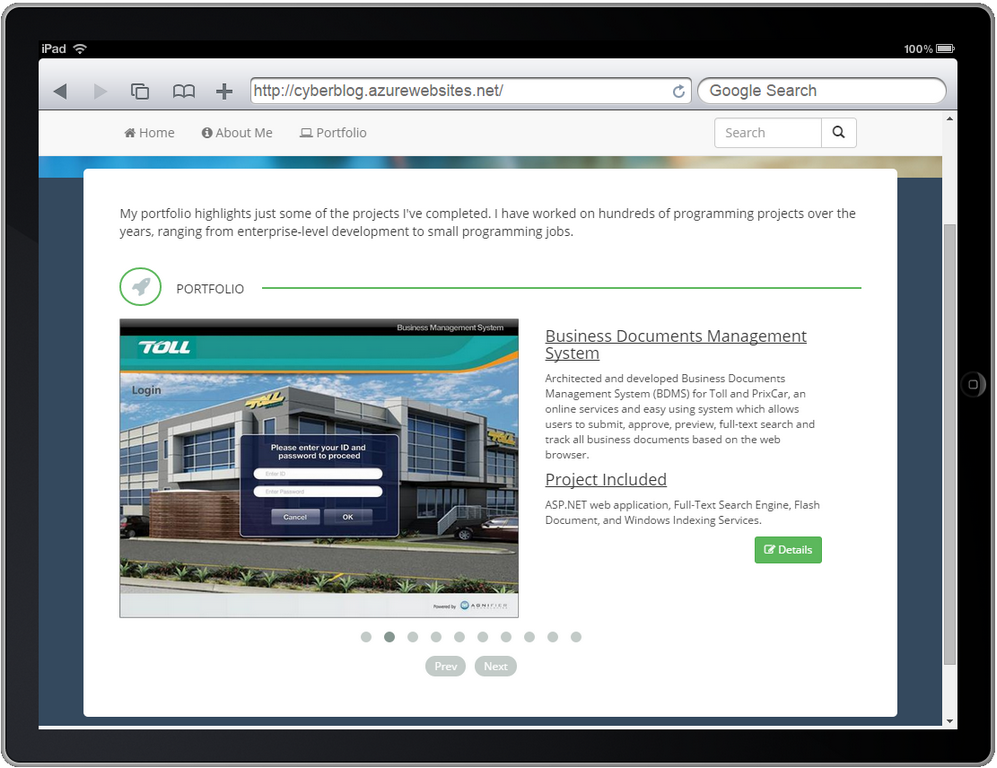 iPad 100%
http://cyberblog.azurewebsites.net/ Google Search
Home About Me Portfolio Search
My portfolio highlights just some of the projects I've completed. I have worked on hundreds of programming projects over the
years, ranging from enterprise-level development to small programming jobs.
PORTFOLIO
Business Management System
TOLL
Login
TOLL
TOLL
Please enter your ID and
password to proceed
Enter ID
Enter Password
Cancel OK
Powered by
Business Documents Management
System
Architected and developed Business Documents
Management System (BDMS) for Toll and PrixCar, an
online services and easy using system which allows
users to submit, approve, preview, full-text search and
track all business documents based on the web
browser.
Project Included
ASP.NET web application, Full-Text Search Engine, Flash
Document, and Windows Indexing Services.
Details
Prev Next